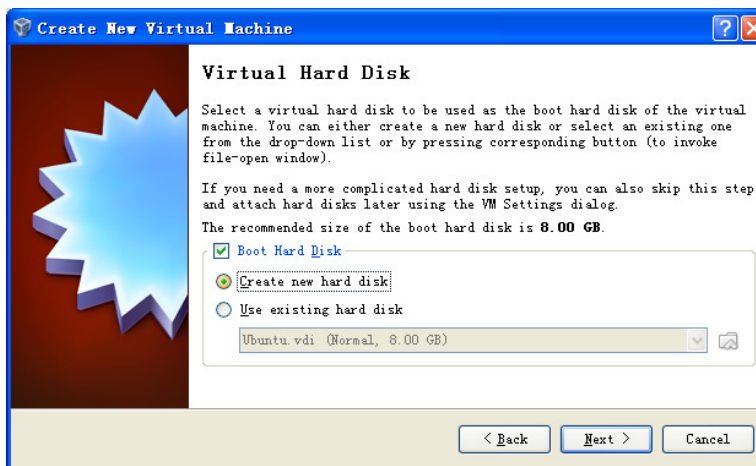 Create New Virtual Machine
Virtual Hard Disk
Select a virtual hard disk to be used as the boot hard disk of the virtual
machine. You can either create a new hard disk or select an existing one
from the drop-down list or by pressing corresponding button (to invoke
file-open window).
If you need a more complicated hard disk setup, you can also skip this step
and attach hard disks later using the VM Settings dialog.
The recommended size of the boot hard disk is 8.00 GB.
Boot Hard Disk
Create new hard disk
Use existing hard disk
Ubuntu.vdi (Normal, 8.00 GB)
< Back
Next >
Cancel